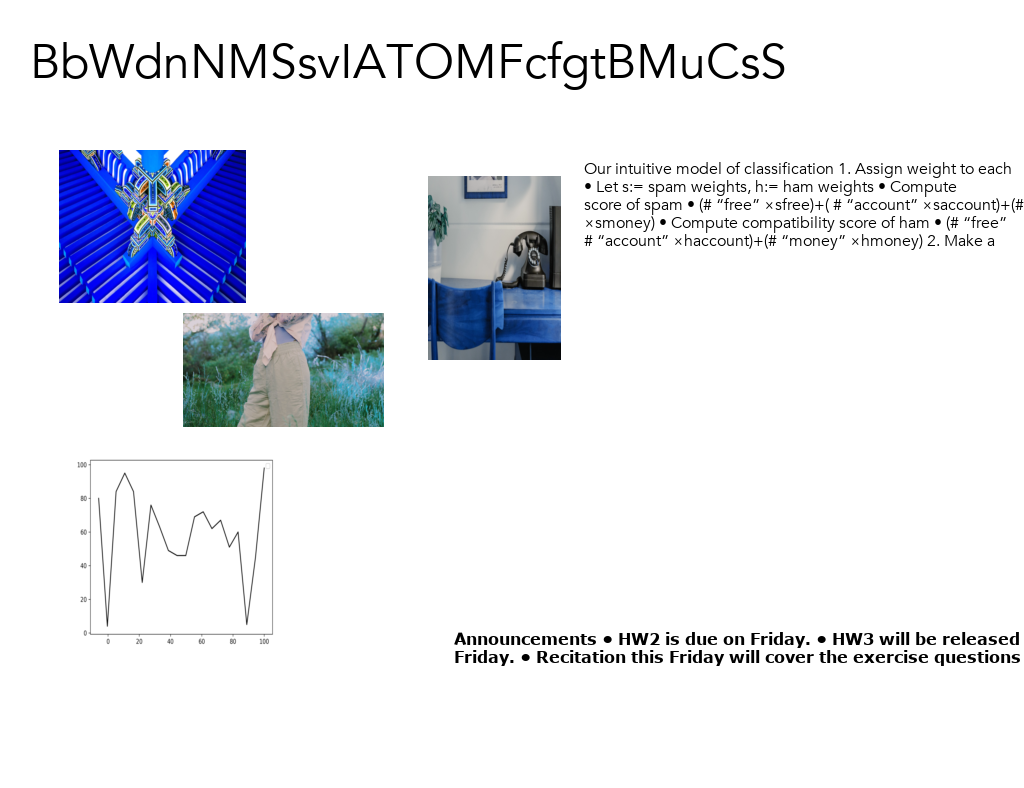 BbWdnNMSsvIATOMFcfgtBMuCsS
Our intuitive model of classification 1. Assign weight to each
• Let s:= spam weights, h:= ham weights • Compute
score of spam • (# “free” ×sfree)+( # “account” ×saccount)+(#
×smoney) • Compute compatibility score of ham • (# “free”
# “account” ×haccount)+(# “money” ×hmoney) 2. Make a
100
80
60
40
20
0
0 20 40 60 80 100
Announcements • HW2 is due on Friday. • HW3 will be released
Friday. • Recitation this Friday will cover the exercise questions